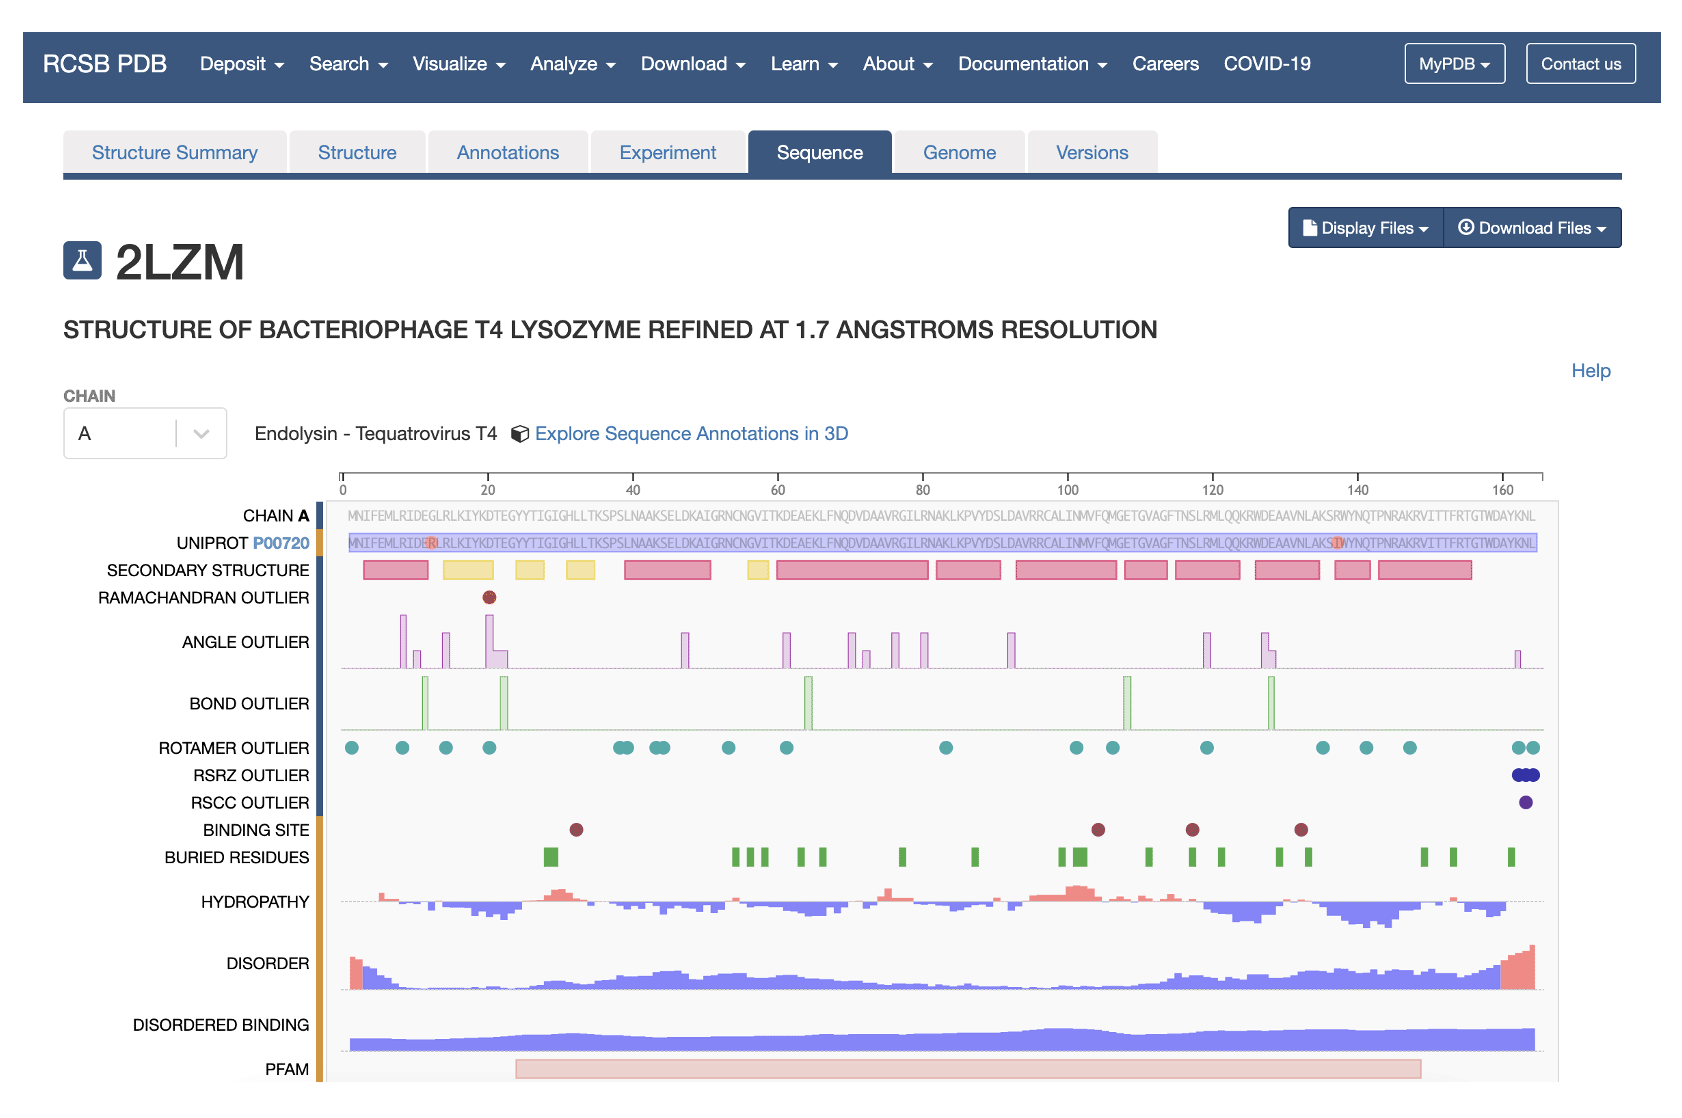 RCSB PDB Deposit Search Visualize Analyze Download Learn About Documentation Careers COVID-19 MyPDB Contact us
Structure Summary Structure Annotations Experiment Sequence Genome Versions
Display Files Download Files
2LZM
STRUCTURE OF BACTERIOPHAGE T4 LYSOZYME REFINED AT 1.7 ANGSTROMS RESOLUTION
Help
CHAIN
A Endolysin - Tequatrovirus T4 Explore Sequence Annotations in 3D
0 20 40 60 80 100 120 140 160
CHAIN A MNIFEMLRIDEGLRLKIYKDTEGYYTIGIGHLLTKSPSLNAAKSELDKAIGRNCNGVITKDEAEKLFNQDVDAAVRGILRNAKLKPVYDSLDAVRRCALINMVFQMGETGVAGFTNSLRMLQQKRWDEAAVNLAKSRWYNQTPNRAKRVITTFRTGTWDAYKNL
UNIPROT P00720 MNIFEMLRIDERLRLKIYKDTEGYYTIGIGHLLTKSPSLNAAKSELDKAIGRNCNGVITKDEAEKLFNQDVDAAVRGILRNAKLKPVYDSLDAVRRCALINMVFQMGETGVAGFTNSLRMLQQKRWDEAAVNLAKSIWYNQTPNRAKRVITTFRTGTWDAYKNL
SECONDARY STRUCTURE
RAMACHANDRAN OUTLIER
ANGLE OUTLIER
BOND OUTLIER
ROTAMER OUTLIER
RSRZ OUTLIER
RSCC OUTLIER
BINDING SITE
BURIED RESIDUES
HYDROPATHY
DISORDER
DISORDERED BINDING
PFAM